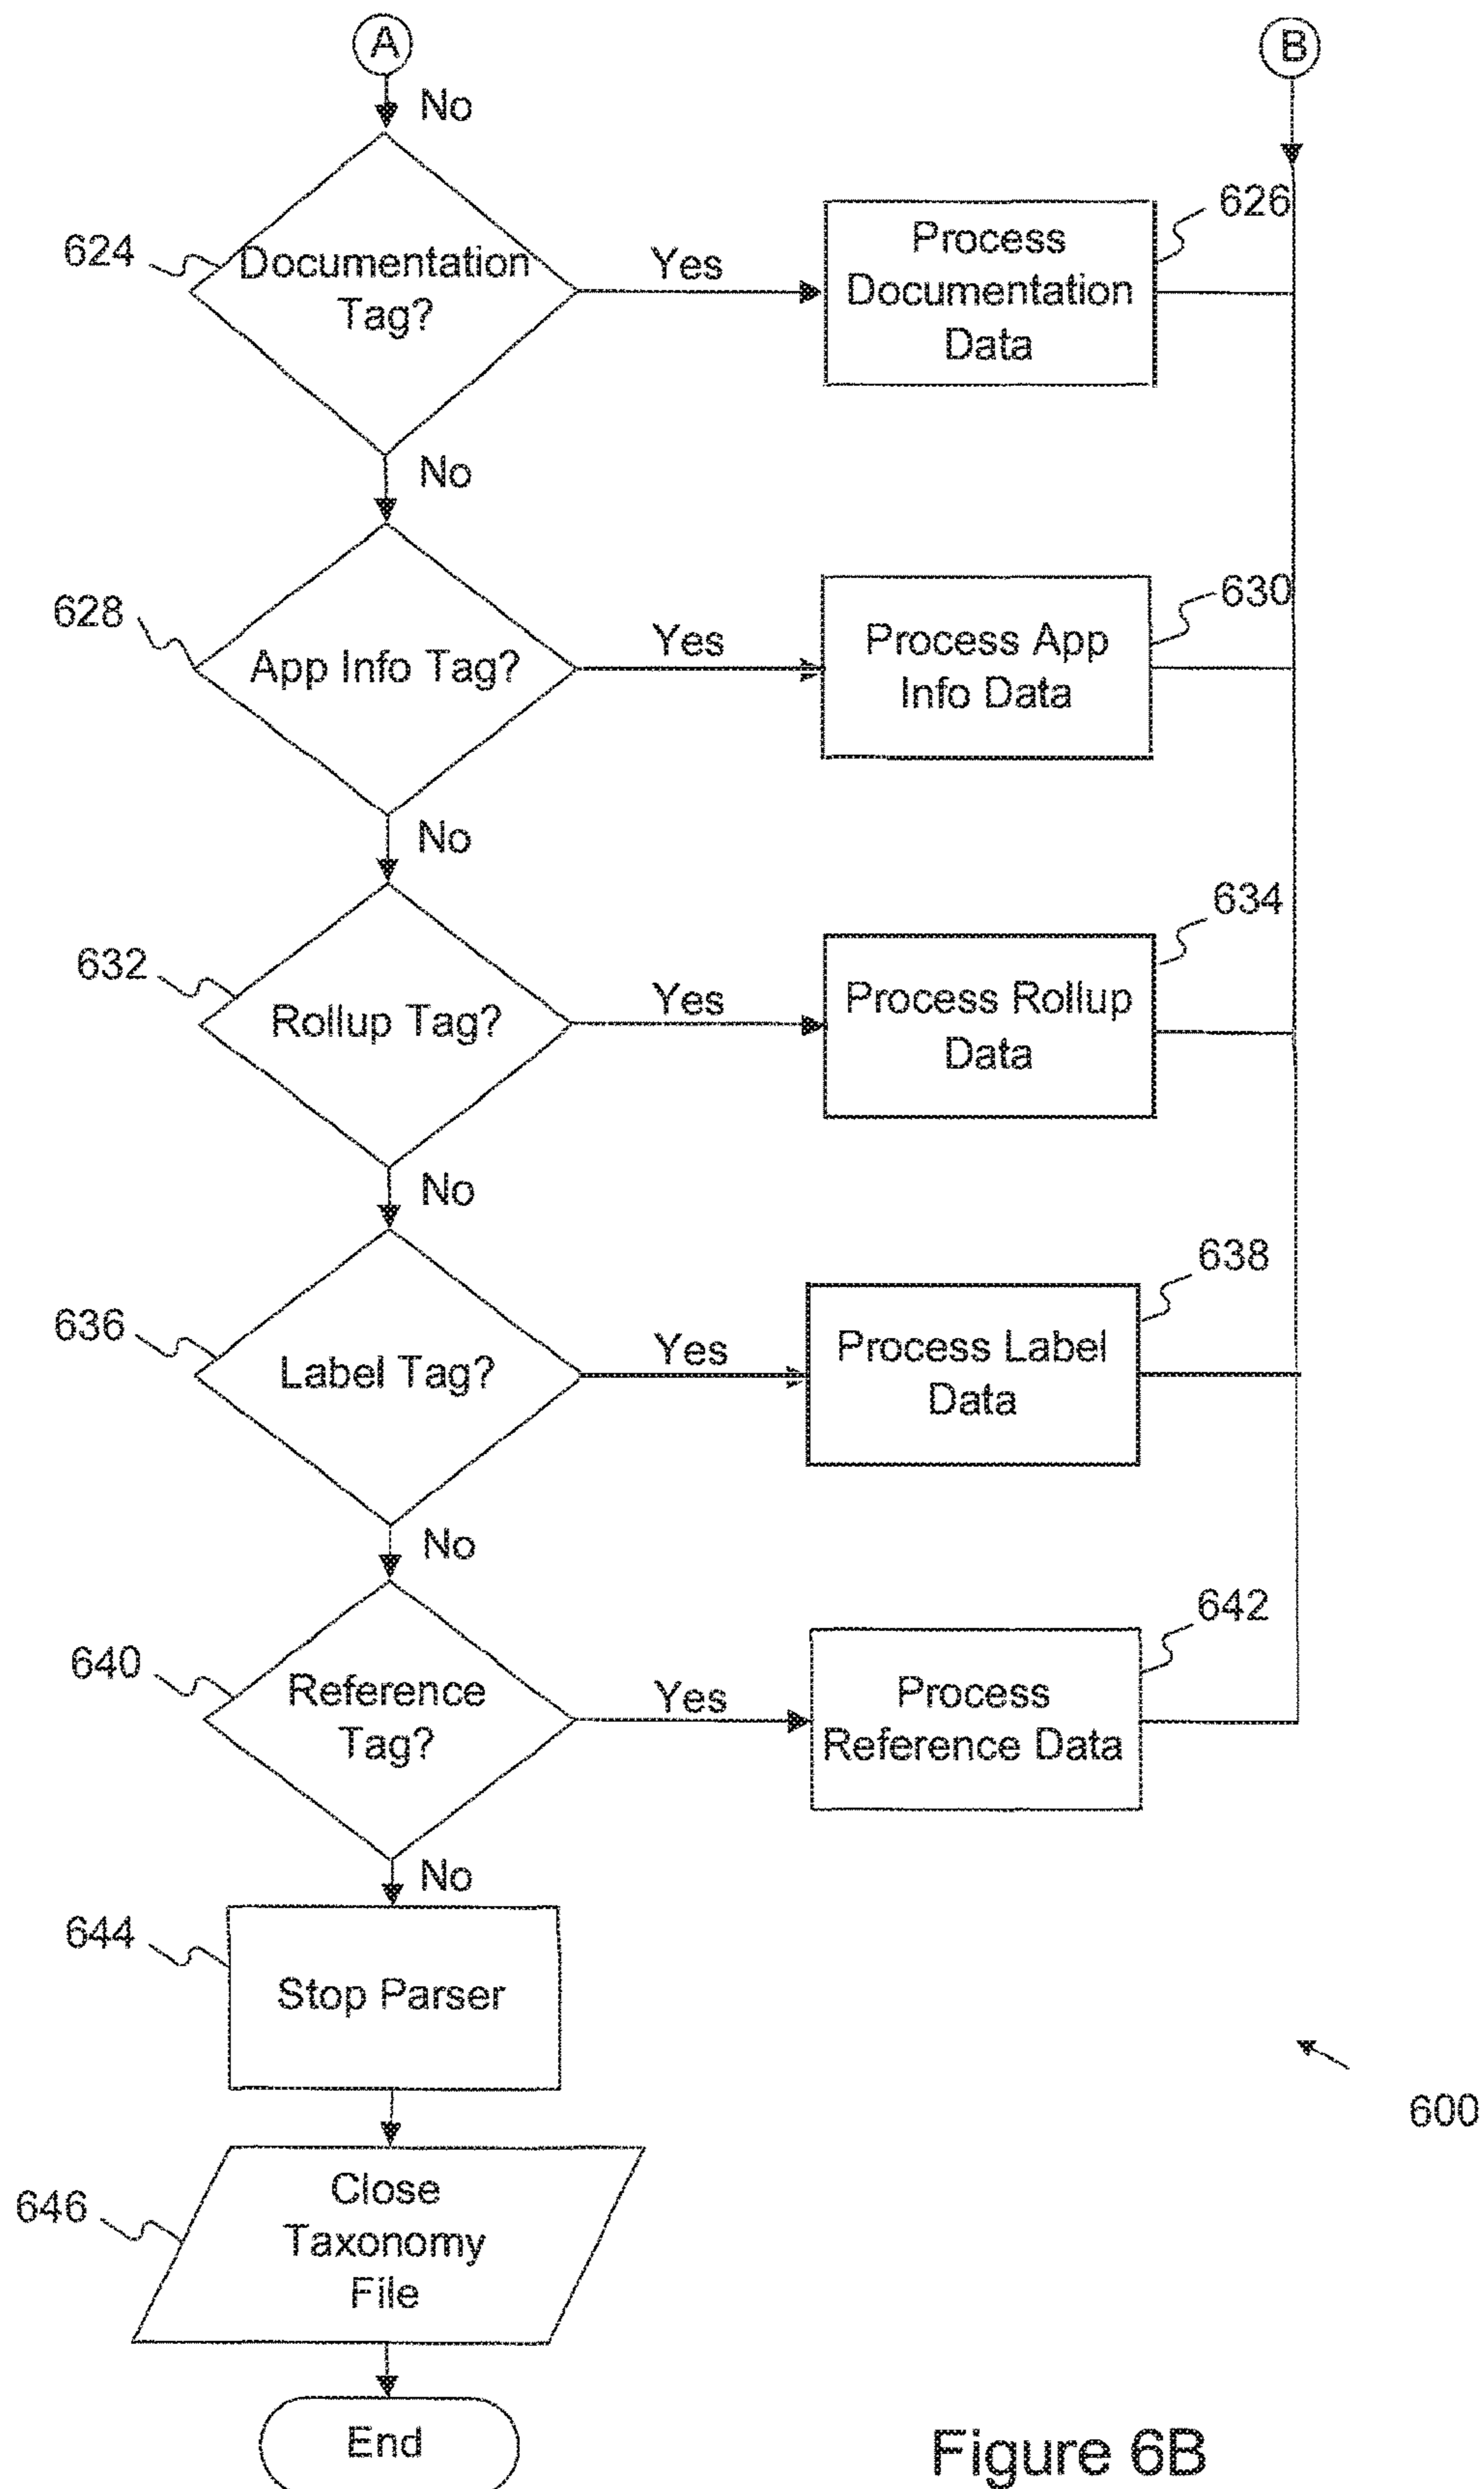 A
B
No
624
Documentation
Tag?
Yes
Process
Documentation
Data
626
No
628
App Info Tag?
Yes
Process App
Info Data
630
No
632
Rollup Tag?
Yes
Process Rollup
Data
634
No
636
Label Tag?
Yes
Process Label
Data
638
No
640
Reference
Tag?
Yes
Process
Reference Data
642
No
644
Stop Parser
600
646
Close
Taxonomy
File
End
Figure 6B